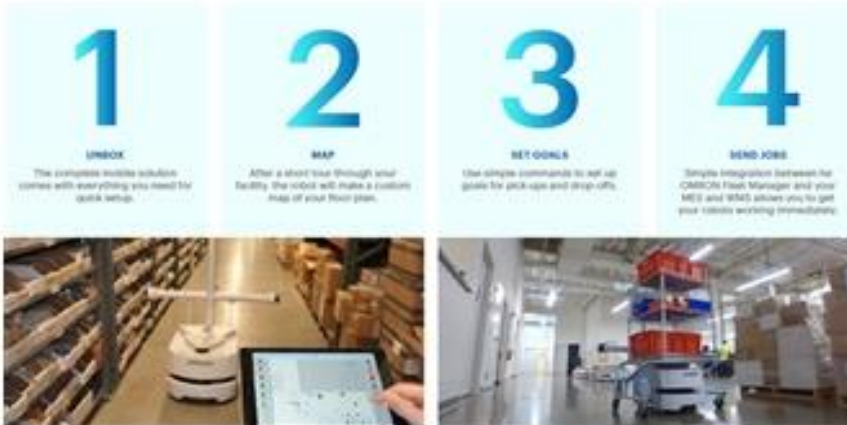 1
UNBOX
The complete mobile solution
comes with everything you need for
quick setup.
2
MAP
After a short tour through your
facility, the robot will make a custom
map of your floor plan.
3
SET GOALS
Use simple commands to set up
goals for pick-ups and drop-offs.
4
SEND JOBS
Simple integration between he
OMRON Fleet Manager and your
MES and WMS allows you to get
your robots working immediately.